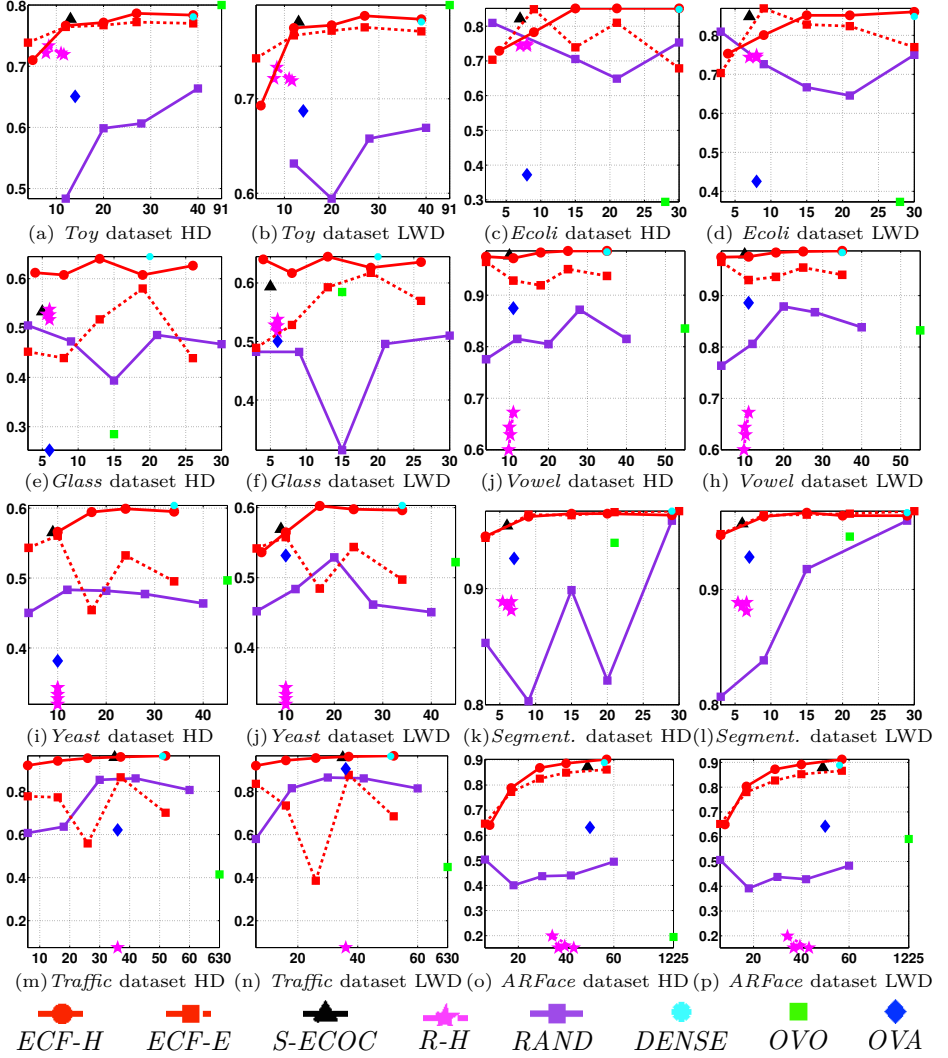 0.8
0.7
0.6
0.5
10 20 30 40 91
(a) Toy dataset HD
0.7
0.6
10 20 30 40 91
(b) Toy dataset LWD
0.8
0.7
0.6
0.5
0.4
0.3
5 10 15 20 25 30
(c) Ecoli dataset HD
0.8
0.7
0.6
0.5
0.4
5 10 15 20 25 30
(d) Ecoli dataset LWD
0.6
0.5
0.4
0.3
5 10 15 20 25 30
(e) Glass dataset HD
0.6
0.5
0.4
5 10 15 20 25 30
(f) Glass dataset LWD
1
0.9
0.8
0.7
0.6
10 20 30 40 50
(j) Vowel dataset HD
1
0.9
0.8
0.7
0.6
10 20 30 40 50
(h) Vowel dataset LWD
0.6
0.5
0.4
10 20 30 40
(i) Yeast dataset HD
0.6
0.5
0.4
10 20 30 40
(j) Yeast dataset LWD
0.9
0.8
5 10 15 20 25 30
(k) Segment. dataset HD
0.9
0.8
5 10 15 20 25 30
(l) Segment. dataset LWD
0.8
0.6
0.4
0.2
10 20 30 40 50 60 630
(m) Traffic dataset HD
0.8
0.6
0.4
0.2
10 20 30 40 50 60 630
(n) Traffic dataset LWD
0.9
0.8
0.7
0.6
0.5
0.4
0.3
0.2
20 40 60 1225
(o) ARFace dataset HD
0.9
0.8
0.7
0.6
0.5
0.4
0.3
0.2
20 40 60 1225
(p) ARFace dataset LWD
ECF-H ECF-E S-ECOC R-H RAND DENSE OVO OVA